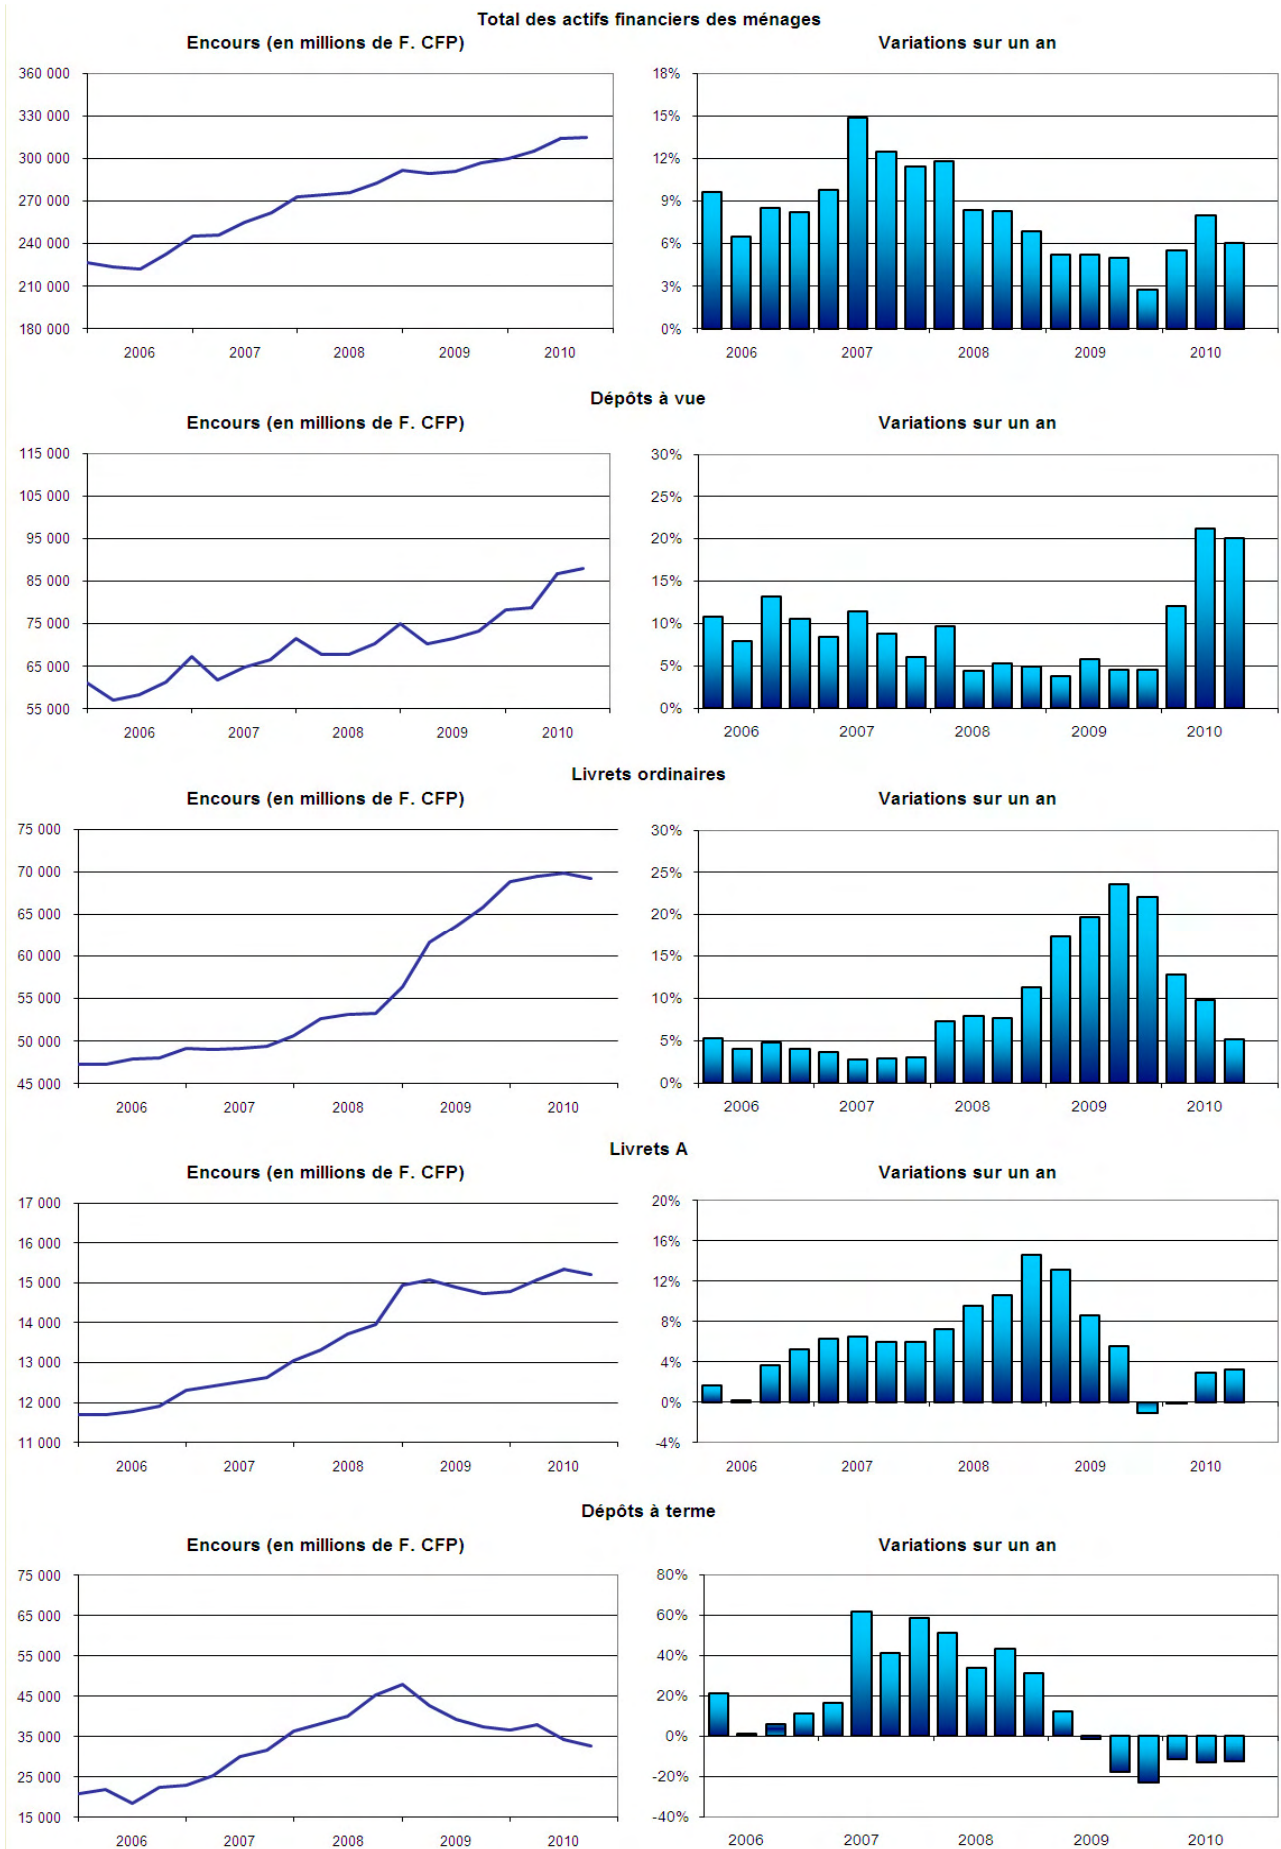 Total des actifs financiers des ménages
Encours (en millions de F. CFP)
360 000
330 000
300 000
270 000
240 000
210 000
180 000
2006 2007 2008 2009 2010
Variations sur un an
18%
15%
12%
9%
6%
3%
0%
2006 2007 2008 2009 2010
Dépôts à vue
Encours (en millions de F. CFP)
115 000
105 000
95 000
85 000
75 000
65 000
55 000
2006 2007 2008 2009 2010
Variations sur un an
30%
25%
20%
15%
10%
5%
0%
2006 2007 2008 2009 2010
Livrets ordinaires
Encours (en millions de F. CFP)
75 000
70 000
65 000
60 000
55 000
50 000
45 000
2006 2007 2008 2009 2010
Variations sur un an
30%
25%
20%
15%
10%
5%
0%
2006 2007 2008 2009 2010
Livrets A
Encours (en millions de F. CFP)
17 000
16 000
15 000
14 000
13 000
12 000
11 000
2006 2007 2008 2009 2010
Variations sur un an
20%
16%
12%
8%
4%
0%
-4%
2006 2007 2008 2009 2010
Dépôts à terme
Encours (en millions de F. CFP)
75 000
65 000
55 000
45 000
35 000
25 000
15 000
2006 2007 2008 2009 2010
Variations sur un an
80%
60%
40%
20%
0%
-20%
-40%
2006 2007 2008 2009 2010